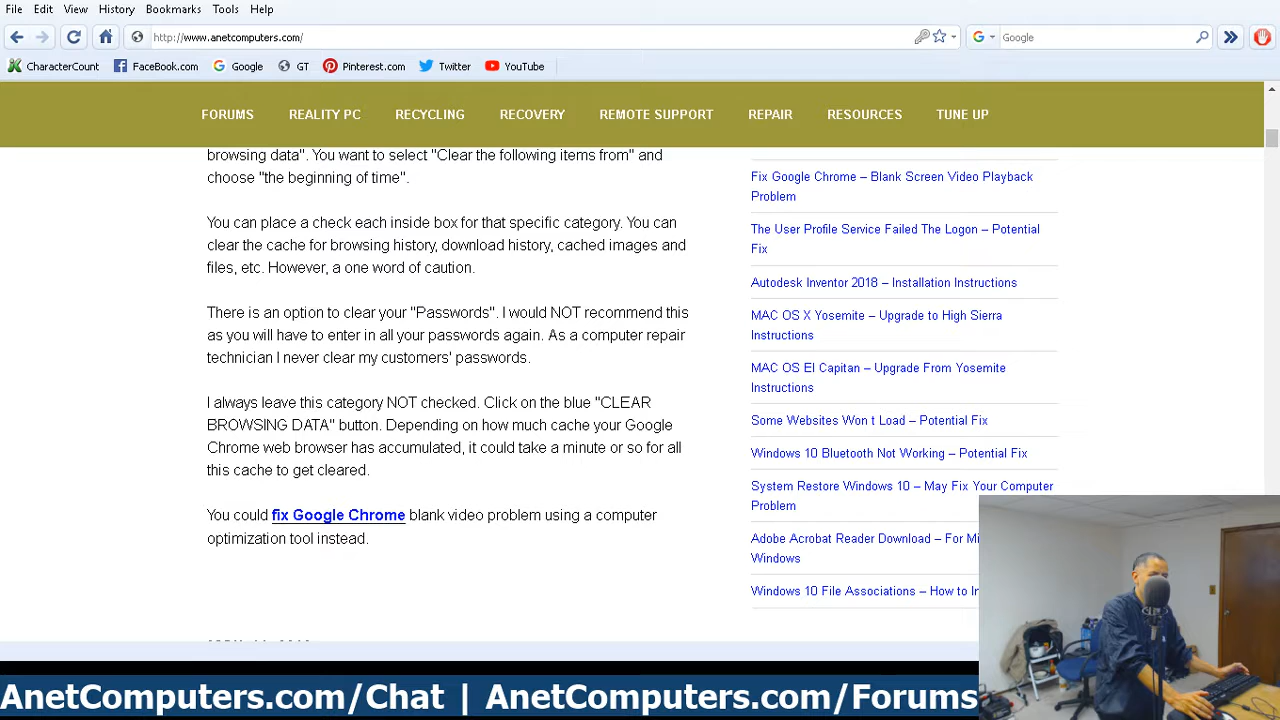 File Edit View History Bookmarks Tools Help
http://www.anetcomputers.com/
Google
CharacterCount FaceBook.com Google GT Pinterest.com Twitter YouTube
FORUMS REALITY PC RECYCLING RECOVERY REMOTE SUPPORT REPAIR RESOURCES TUNE UP
browsing data". You want to select "Clear the following items from" and
choose "the beginning of time".
You can place a check each inside box for that specific category. You can
clear the cache for browsing history, download history, cached images and
files, etc. However, a one word of caution.
There is an option to clear your "Passwords". I would NOT recommend this
as you will have to enter in all your passwords again. As a computer repair
technician I never clear my customers' passwords.
I always leave this category NOT checked. Click on the blue "CLEAR
BROWSING DATA" button. Depending on how much cache your Google
Chrome web browser has accumulated, it could take a minute or so for all
this cache to get cleared.
You could fix Google Chrome blank video problem using a computer
optimization tool instead.
Fix Google Chrome – Blank Screen Video Playback
Problem
The User Profile Service Failed The Logon – Potential
Fix
Autodesk Inventor 2018 – Installation Instructions
MAC OS X Yosemite – Upgrade to High Sierra
Instructions
MAC OS El Capitan – Upgrade From Yosemite
Instructions
Some Websites Won t Load – Potential Fix
Windows 10 Bluetooth Not Working – Potential Fix
System Restore Windows 10 – May Fix Your Computer
Problem
Adobe Acrobat Reader Download – For
Windows
Windows 10 File Associations – How to
AnetComputers.com/Chat | AnetComputers.com/Forums